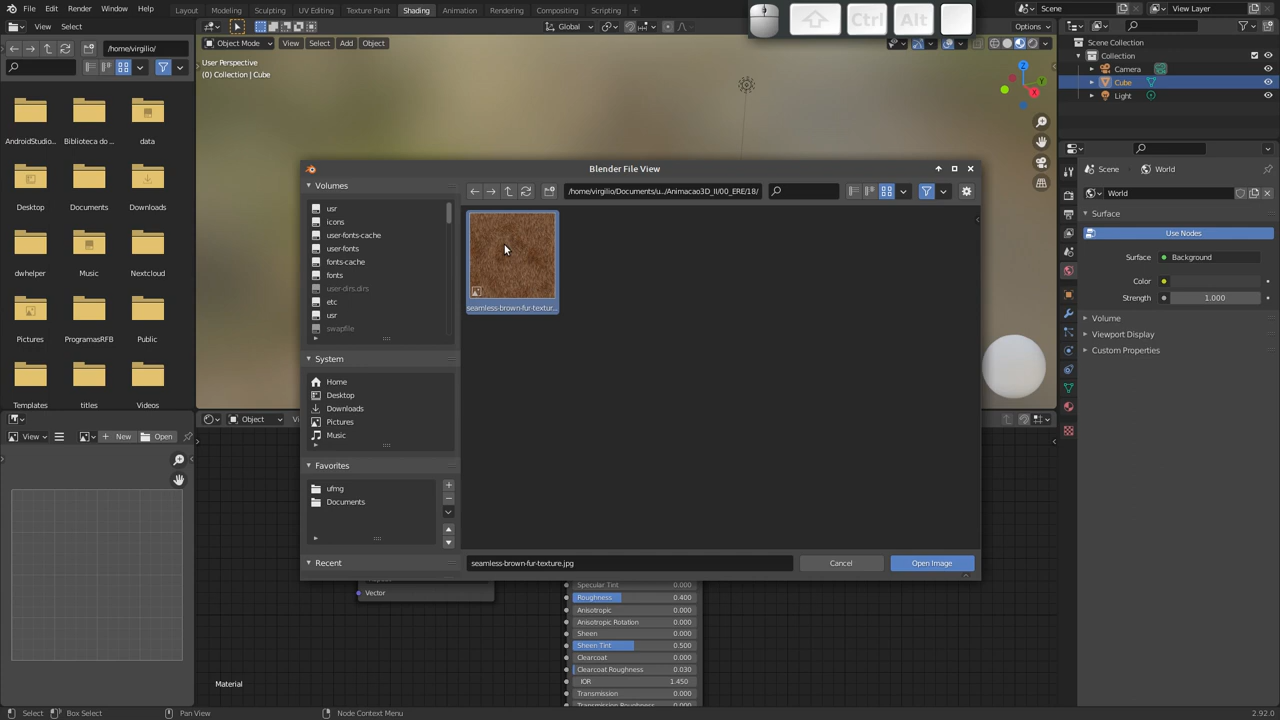 File Edit Render Window Help
Layout Modeling Sculpting UV Editing Texture Paint Shading Animation Rendering Compositing Scripting +
Scene
View Layer
Ctrl Alt
/home/virgilio/
Object Mode View Select Add Object
Global
Options
User Perspective
(0) Collection | Cube
Z
Y
X
Scene Collection
Collection
Camera
Cube
Light
AndroidStudio... Biblioteca do ... data
Desktop Documents Downloads
dwhelper Music Nextcloud
Pictures ProgramasRFB Public
Templates titles Videos
Blender File View
Volumes
usr
icons
user-fonts-cache
user-fonts
fonts-cache
fonts
user-dirs.dirs
etc
usr
swapfile
System
Home
Desktop
Downloads
Pictures
Music
Favorites
ufmg
Documents
Recent
/home/virgilio/Documents/u../Animacao3D_II/00_ERE/18/
seamless-brown-fur-textur...
seamless-brown-fur-texture.jpg
Cancel
Open Image
Scene World
World
Surface
Use Nodes
Surface Background
Color
Strength 1.000
Volume
Viewport Display
Custom Properties
View New Open
Object
Vector
Specular Tint 0.000
Roughness 0.400
Anisotropic 0.000
Anisotropic Rotation 0.000
Sheen 0.000
Sheen Tint 0.500
Clearcoat 0.000
Clearcoat Roughness 0.030
IOR 1.450
Transmission 0.000
Material
Select Box Select Pan View Node Context Menu 2.92.0